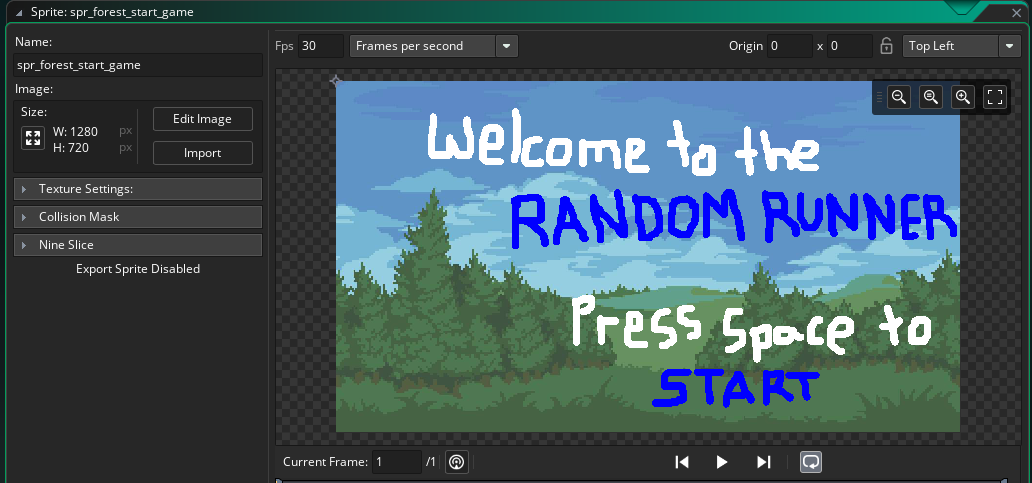 Sprite: spr_forest_start_game
Name:
spr_forest_start_game
Image:
Size:
W: 1280 px
H: 720 px
Edit Image
Import
Texture Settings:
Collision Mask
Nine Slice
Export Sprite Disabled
Fps 30 Frames per second Origin 0 x 0 Top Left
Welcome to the
RANDOM RUNNER
Press Space to
START
Current Frame: 1 /1